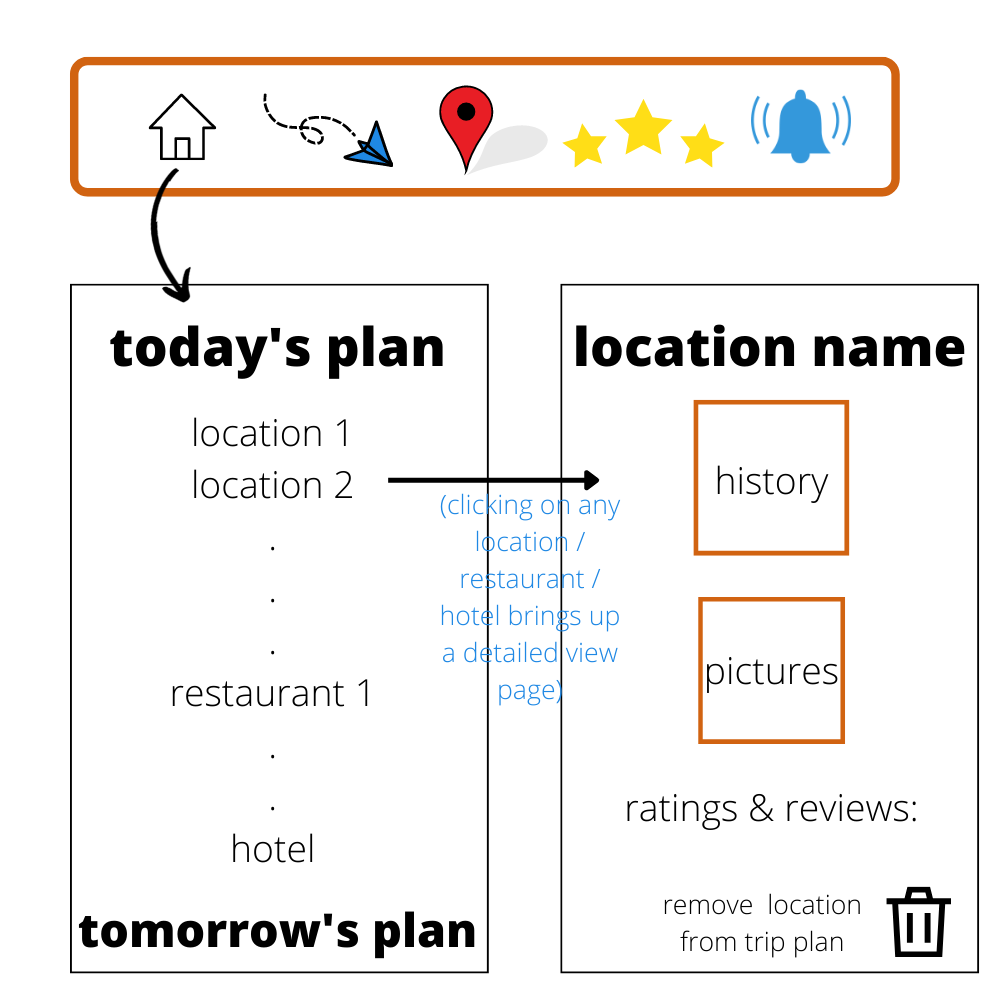 today's plan
location 1
location 2
.
.
.
restaurant 1
.
.
hotel
tomorrow's plan
(clicking on any
location /
restaurant /
hotel brings up
a detailed view
page)
location name
history
pictures
ratings & reviews:
remove location
from trip plan